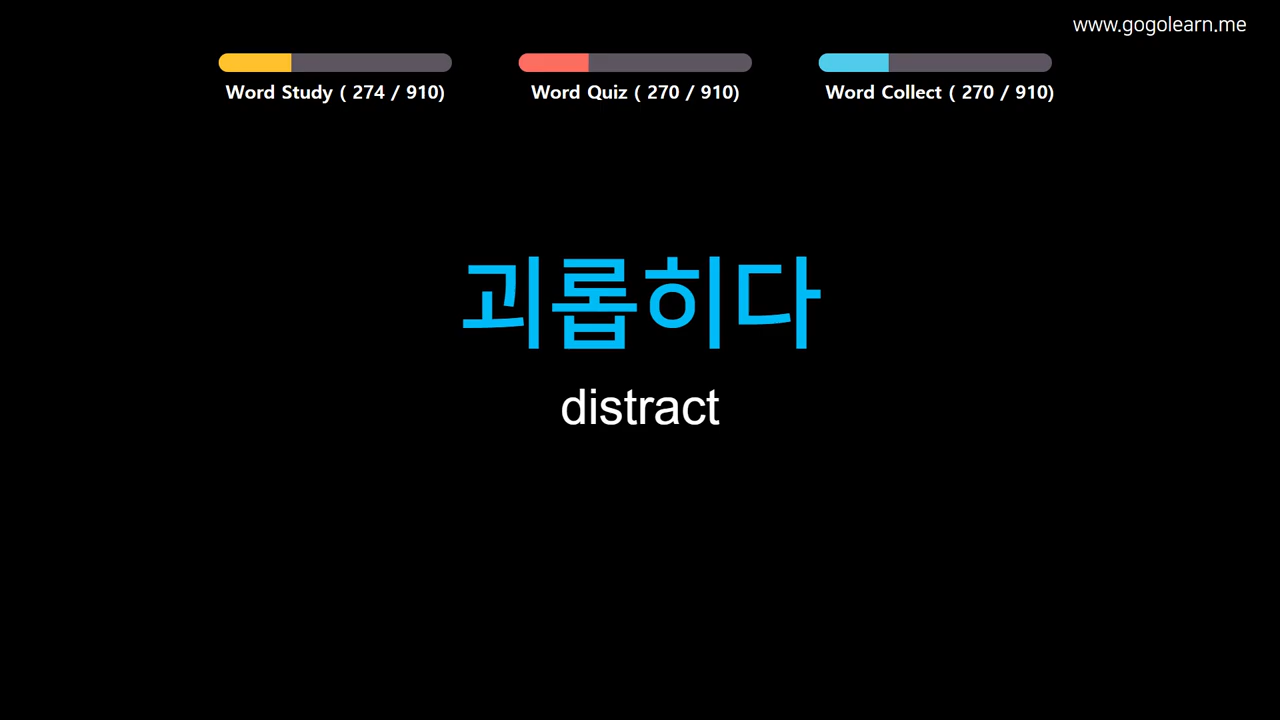 www.gogolearn.me
Word Study ( 274 / 910)
Word Quiz ( 270 / 910)
Word Collect ( 270 / 910)
괴롭히다
distract